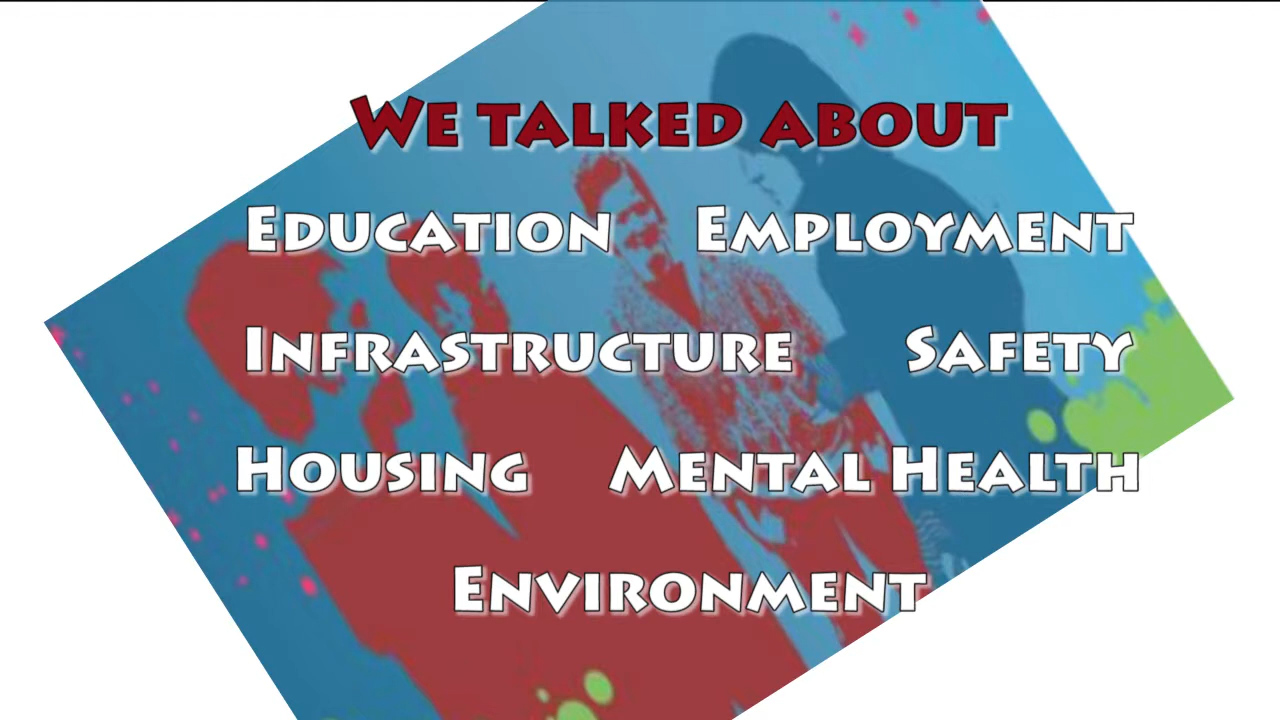 We talked about
Education Employment
Infrastructure Safety
Housing Mental Health
Environment